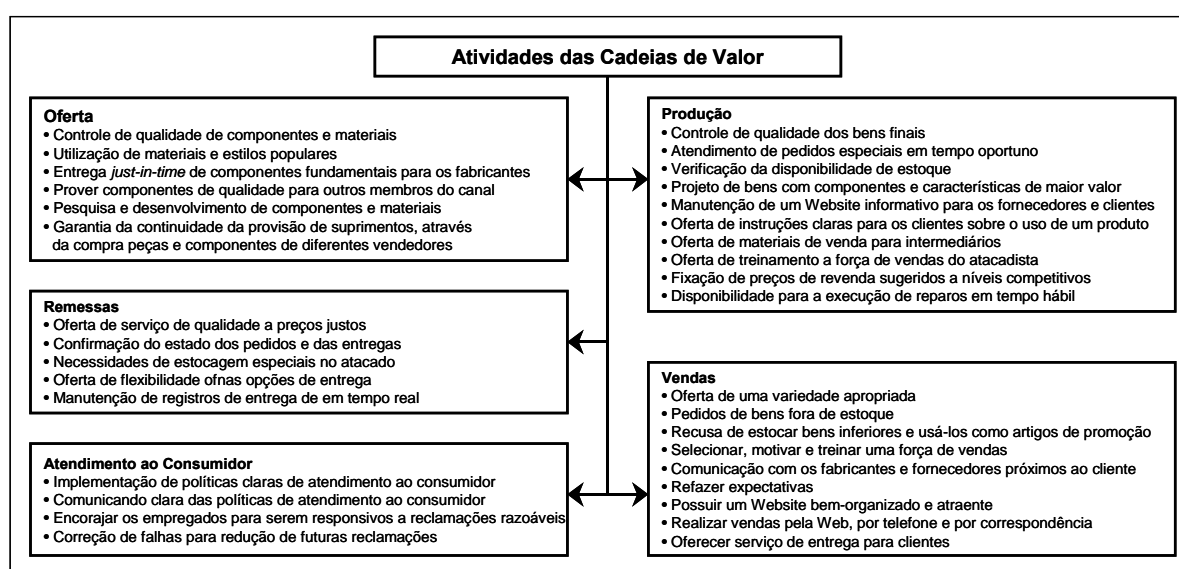 Atividades das Cadeias de Valor
Oferta
• Controle de qualidade de componentes e materiais
• Utilização de materiais e estilos populares
• Entrega just-in-time de componentes fundamentais para os fabricantes
• Prover componentes de qualidade para outros membros do canal
• Pesquisa e desenvolvimento de componentes e materiais
• Garantia da continuidade da provisão de suprimentos, através
da compra peças e componentes de diferentes vendedores
Remessas
• Oferta de serviço de qualidade a preços justos
• Confirmação do estado dos pedidos e das entregas
• Necessidades de estocagem especiais no atacado
• Oferta de flexibilidade ofnas opções de entrega
• Manutenção de registros de entrega de em tempo real
Atendimento ao Consumidor
• Implementação de políticas claras de atendimento ao consumidor
• Comunicando clara das políticas de atendimento ao consumidor
• Encorajar os empregados para serem responsivos a reclamações razoáveis
• Correção de falhas para redução de futuras reclamações
Produção
• Controle de qualidade dos bens finais
• Atendimento de pedidos especiais em tempo oportuno
• Verificação da disponibilidade de estoque
• Projeto de bens com componentes e características de maior valor
• Manutenção de um Website informativo para os fornecedores e clientes
• Oferta de instruções claras para os clientes sobre o uso de um produto
• Oferta de materiais de venda para intermediários
• Oferta de treinamento a força de vendas do atacadista
• Fixação de preços de revenda sugeridos a níveis competitivos
• Disponibilidade para a execução de reparos em tempo hábil
Vendas
• Oferta de uma variedade apropriada
• Pedidos de bens fora de estoque
• Recusa de estocar bens inferiores e usá-los como artigos de promoção
• Selecionar, motivar e treinar uma força de vendas
• Comunicação com os fabricantes e fornecedores próximos ao cliente
• Refazer expectativas
• Possuir um Website bem-organizado e atraente
• Realizar vendas pela Web, por telefone e por correspondência
• Oferecer serviço de entrega para clientes